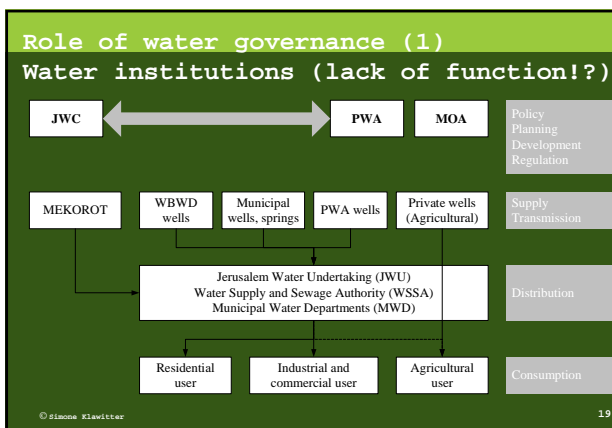 Role of water governance (1)
Water institutions (lack of function!?)
JWC
PWA
MOA
Policy
Planning
Development
Regulation
MEKOROT
WBWD
wells
Municipal
wells, springs
PWA wells
Private wells
(Agricultural)
Supply
Transmission
Jerusalem Water Undertaking (JWU)
Water Supply and Sewage Authority (WSSA)
Municipal Water Departments (MWD)
Distribution
Residential
user
Industrial and
commercial user
Agricultural
user
Consumption
© Simone Klawitter
19